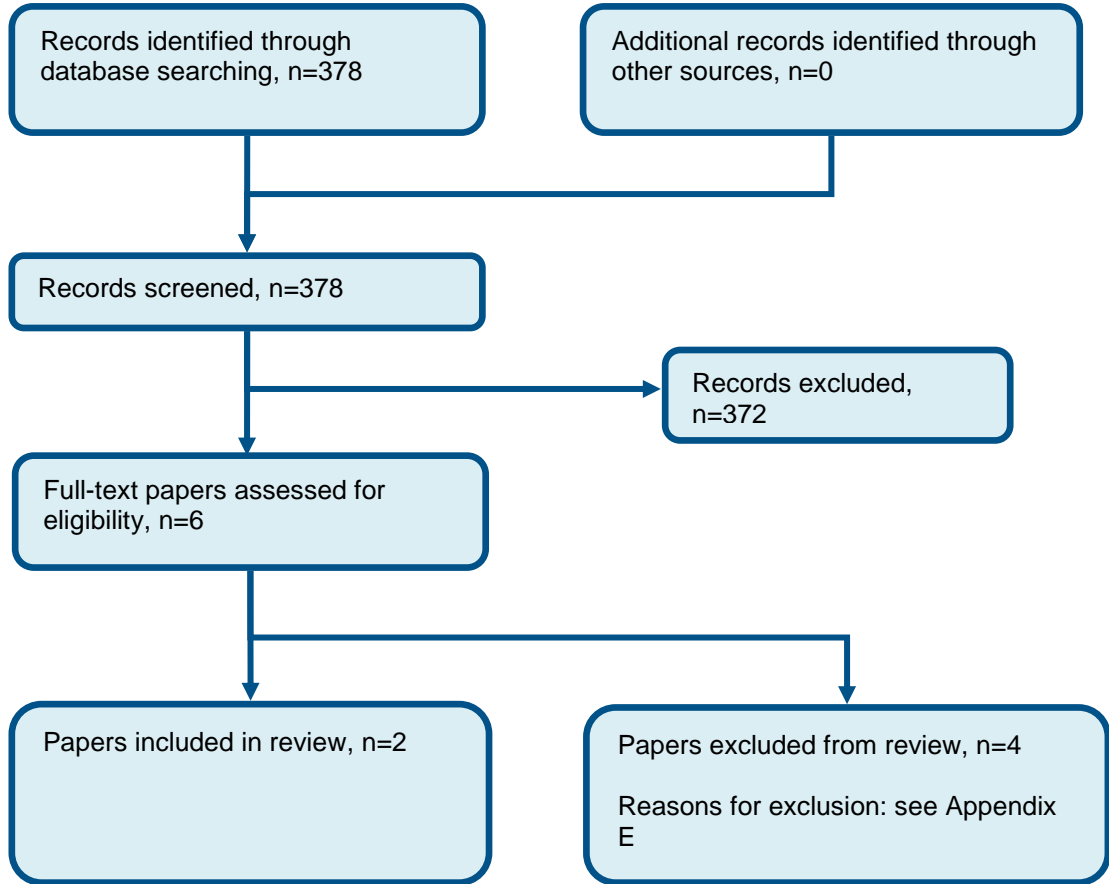 Records identified through
database searching, n=378
Additional records identified through
other sources, n=0
Records screened, n=378
Records excluded,
n=372
Full-text papers assessed for
eligibility, n=6
Papers included in review, n=2
Papers excluded from review, n=4
Reasons for exclusion: see Appendix
E